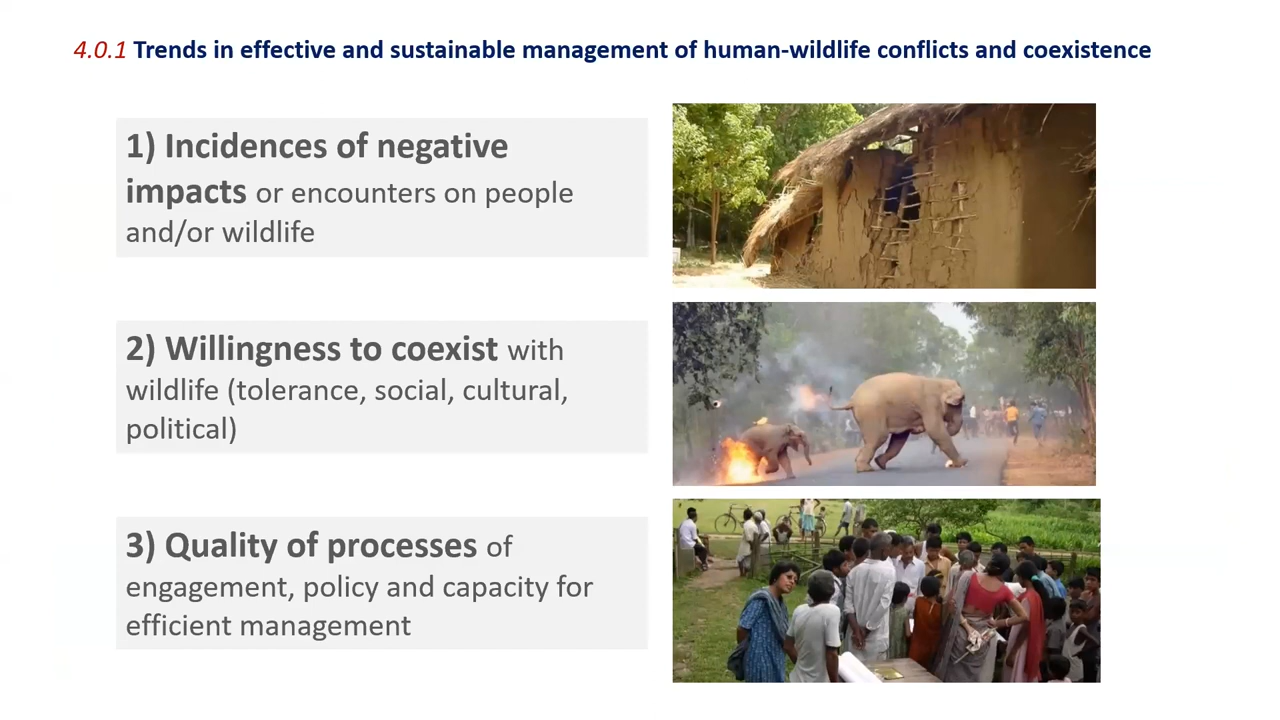 4.0.1 Trends in effective and sustainable management of human-wildlife conflicts and coexistence
1) Incidences of negative
impacts or encounters on people
and/or wildlife
2) Willingness to coexist with
wildlife (tolerance, social, cultural,
political)
3) Quality of processes of
engagement, policy and capacity for
efficient management